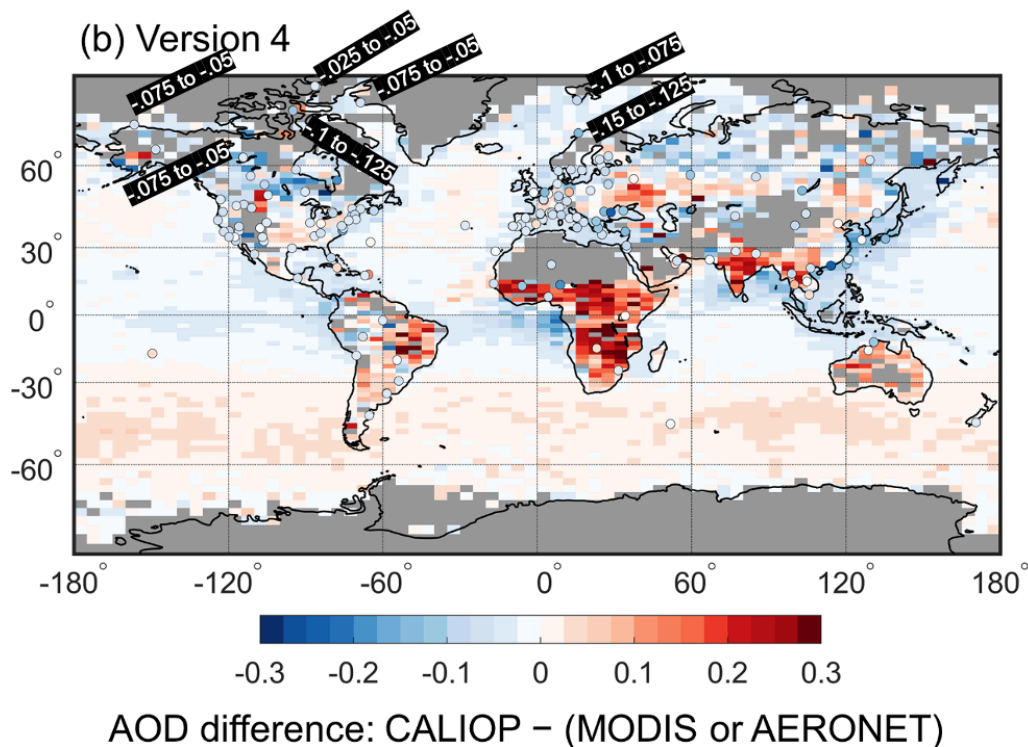 (b) Version 4
-.075 to -.05
-.025 to -.05
-.075 to -.05
-.1 to -.075
-.15 to -.125
-.075 to -.05
-.1 to -.125
60°
30°
0°
-30°
-60°
-180° -120° -60° 0° 60° 120° 180°
-0.3 -0.2 -0.1 0 0.1 0.2 0.3
AOD difference: CALIOP − (MODIS or AERONET)